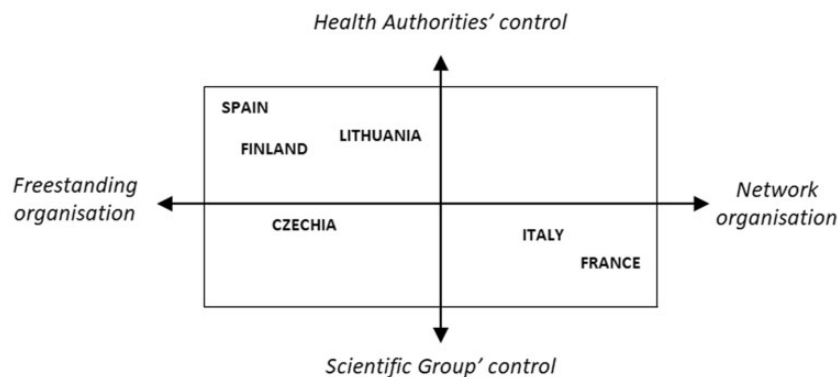 Health Authorities' control
SPAIN
LITHUANIA
FINLAND
Freestanding
organisation
Network
organisation
CZECHIA
ITALY
FRANCE
Scientific Group' control